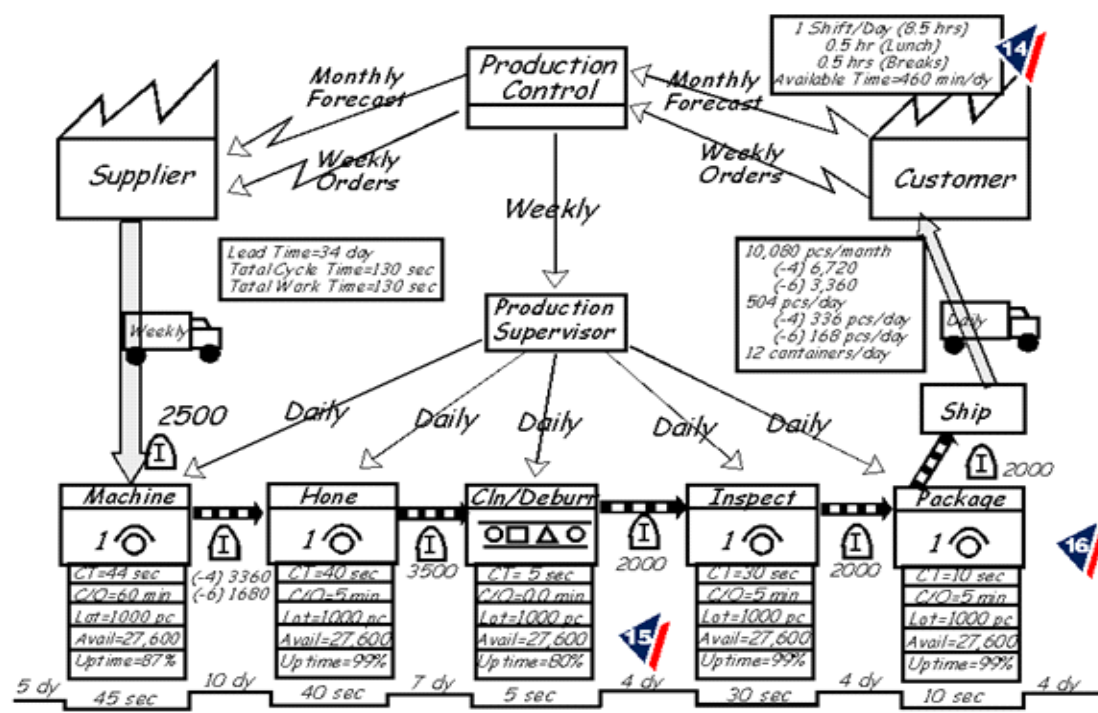 1 Shift/Day (8.5 hrs)
0.5 hr (Lunch)
0.5 hrs (Breaks)
Available Time=460 min/dy
14
Production
Control
Monthly
Forecast
Monthly
Forecast
Supplier
Weekly
Orders
Weekly
Orders
Customer
Weekly
Lead Time=34 day
Total Cycle Time=130 sec
Total Work Time=130 sec
10,080 pcs/month
(-4) 6,720
(-6) 3,360
504 pcs/day
(-4) 336 pcs/day
(-6) 168 pcs/day
12 containers/day
Weekly
Production
Supervisor
Daily
2500
I
Daily
Daily
Daily
Daily
Daily
Ship
I
2000
Machine
Hone
Cln/Deburr
Inspect
Package
1
I
1
I
I
1
I
1
16
(-4) 3360
(-6) 1680
3500
2000
2000
CT=44 sec
C/O=60 min
Lot=1000 pc
Avail=27,600
Uptime=87%
CT=40 sec
C/O=5 min
Lot=1000 pc
Avail=27,600
Uptime=99%
CT= 5 sec
C/O=0.0 min
Lot=1000 pc
Avail=27,600
Uptime=80%
15
CT=30 sec
C/O=5 min
Lot=1000 pc
Avail=27,600
Uptime=99%
CT=10 sec
C/O=5 min
Lot=1000 pc
Avail=27,600
Uptime=99%
5 dy
45 sec
10 dy
40 sec
7 dy
5 sec
4 dy
30 sec
4 dy
10 sec
4 dy